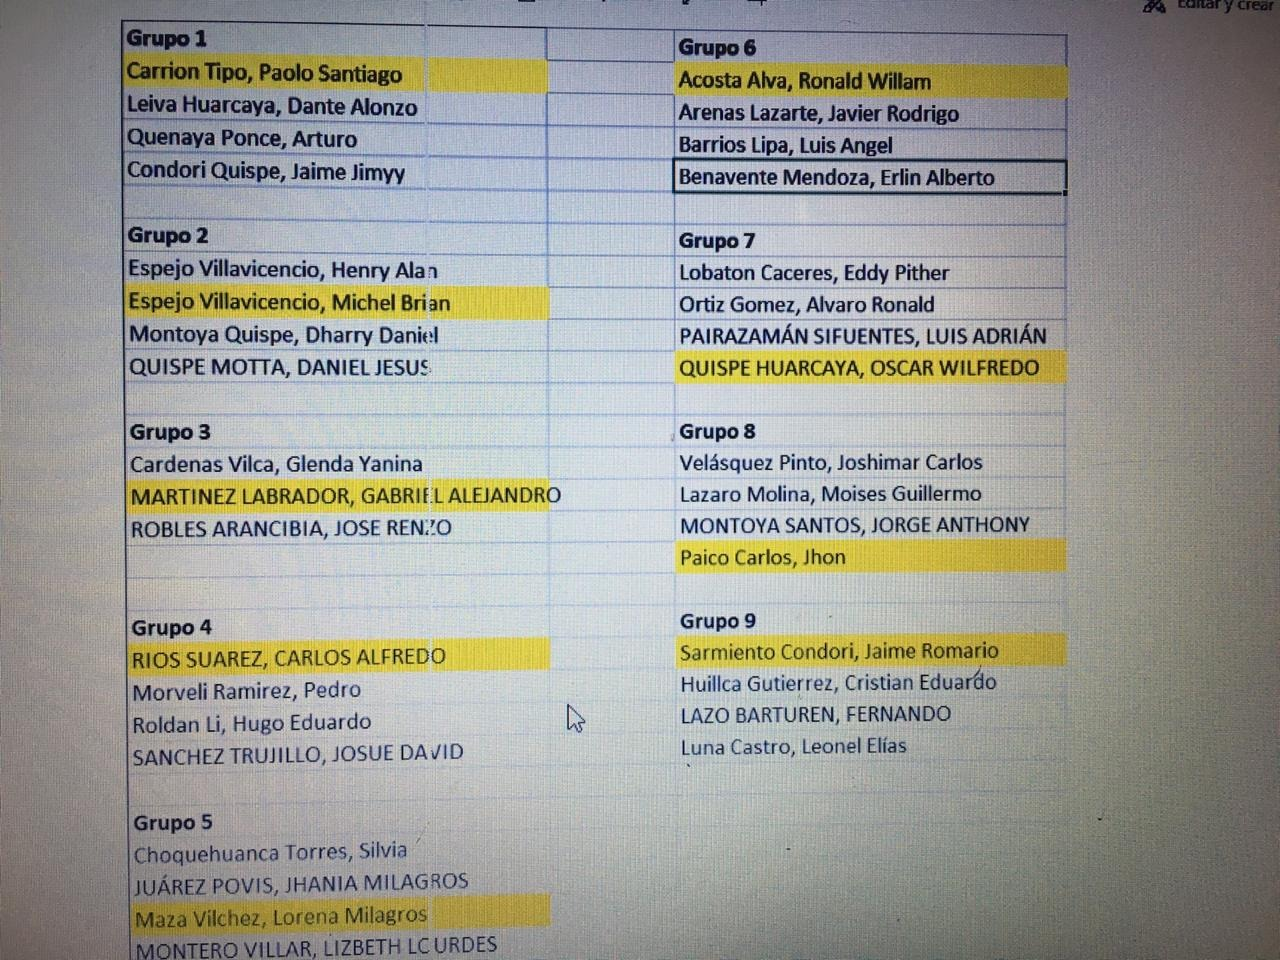 Editar y crear
Grupo 1
Carrion Tipo, Paolo Santiago
Leiva Huarcaya, Dante Alonzo
Quenaya Ponce, Arturo
Condori Quispe, Jaime Jimyy
Grupo 2
Espejo Villavicencio, Henry Alan
Espejo Villavicencio, Michel Brian
Montoya Quispe, Dharry Daniel
QUISPE MOTTA, DANIEL JESUS
Grupo 3
Cardenas Vilca, Glenda Yanina
MARTINEZ LABRADOR, GABRIEL ALEJANDRO
ROBLES ARANCIBIA, JOSE RENZO
Grupo 4
RIOS SUAREZ, CARLOS ALFREDO
Morveli Ramirez, Pedro
Roldan Li, Hugo Eduardo
SANCHEZ TRUJILLO, JOSUE DAVID
Grupo 5
Choquehuanca Torres, Silvia
JUÁREZ POVIS, JHANIA MILAGROS
Maza Vilchez, Lorena Milagros
MONTERO VILLAR, LIZBETH LOURDES
Grupo 6
Acosta Alva, Ronald Willam
Arenas Lazarte, Javier Rodrigo
Barrios Lipa, Luis Angel
Benavente Mendoza, Erlin Alberto
Grupo 7
Lobaton Caceres, Eddy Pither
Ortiz Gomez, Alvaro Ronald
PAIRAZAMÁN SIFUENTES, LUIS ADRIÁN
QUISPE HUARCAYA, OSCAR WILFREDO
Grupo 8
Velásquez Pinto, Joshimar Carlos
Lazaro Molina, Moises Guillermo
MONTOYA SANTOS, JORGE ANTHONY
Paico Carlos, Jhon
Grupo 9
Sarmiento Condori, Jaime Romario
Huillca Gutierrez, Cristian Eduardo
LAZO BARTUREN, FERNANDO
Luna Castro, Leonel Elías